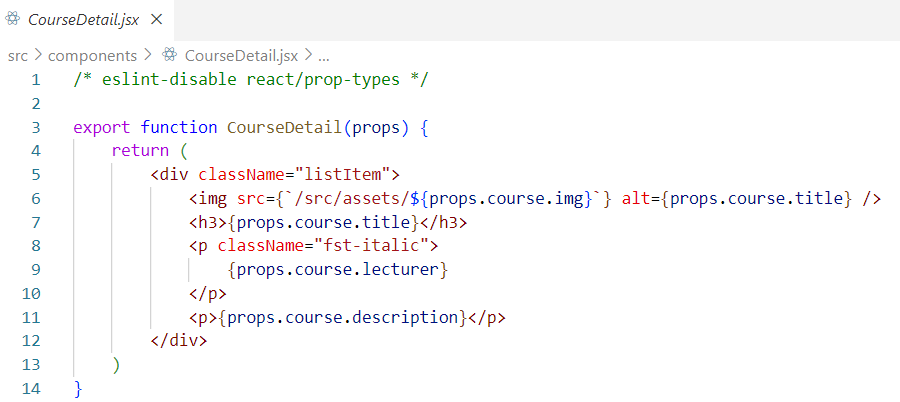 CourseDetail.jsx ×
src > components > CourseDetail.jsx > ...
1 /* eslint-disable react/prop-types */
2
3 export function CourseDetail(props) {
4     return (
5         <div className="listItem">
6             <img src={`/src/assets/${props.course.img}`} alt={props.course.title} />
7             <h3>{props.course.title}</h3>
8             <p className="fst-italic">
9                 {props.course.lecturer}
10             </p>
11             <p>{props.course.description}</p>
12         </div>
13     )
14 }